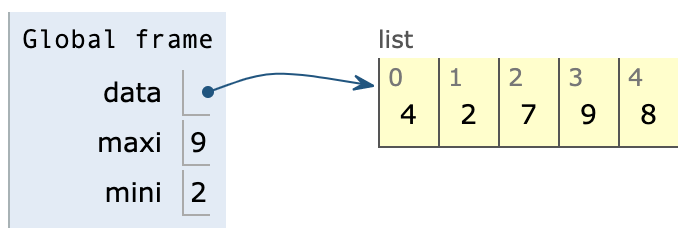 Global frame
data
maxi 9
mini 2
list
0 1 2 3 4
4 2 7 9 8